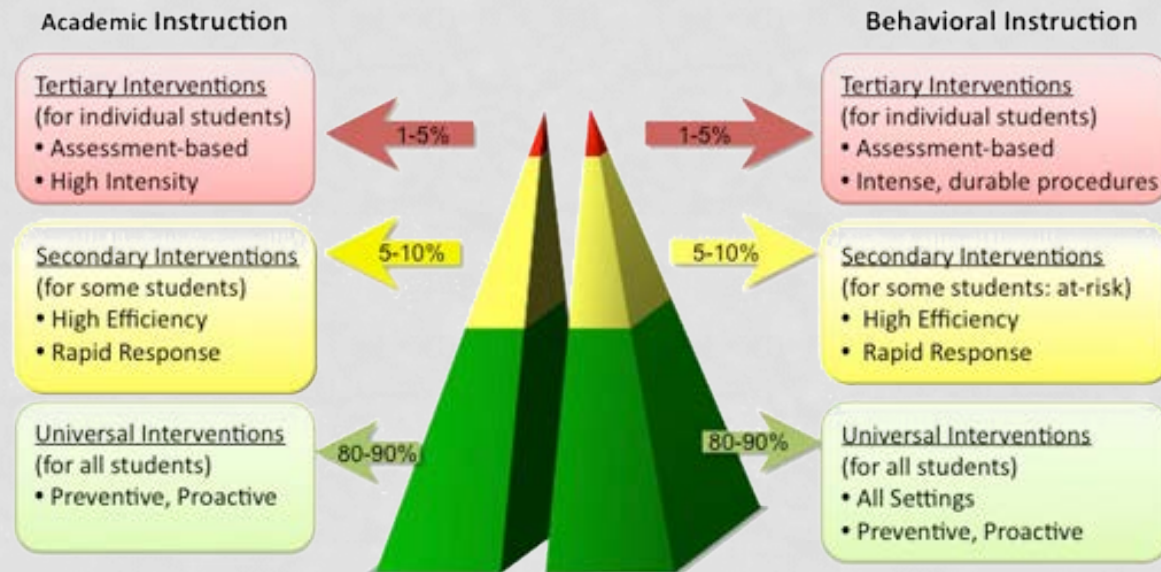 Academic Instruction
Tertiary Interventions
(for individual students)
• Assessment-based
• High Intensity
1-5%
Secondary Interventions
(for some students)
• High Efficiency
• Rapid Response
5-10%
Universal Interventions
(for all students)
• Preventive, Proactive
80-90%
Behavioral Instruction
1-5%
Tertiary Interventions
(for individual students)
• Assessment-based
• Intense, durable procedures
5-10%
Secondary Interventions
(for some students: at-risk)
• High Efficiency
• Rapid Response
80-90%
Universal Interventions
(for all students)
• All Settings
• Preventive, Proactive